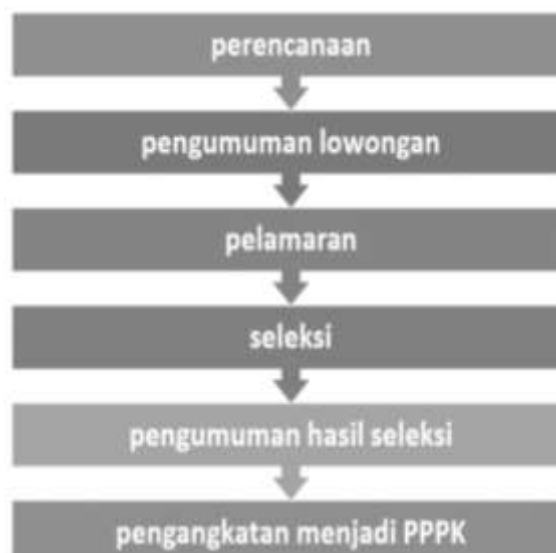 perencanaan
pengumuman lowongan
pelamaran
seleksi
pengumuman hasil seleksi
pengangkatan menjadi PPPK